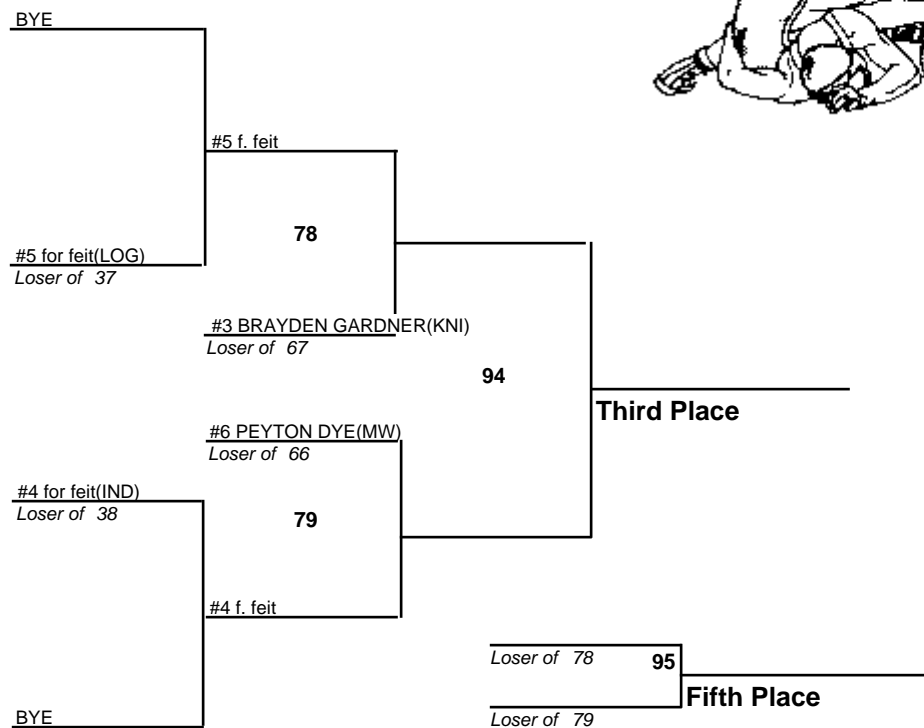 BYE
#5 f. feit
78
#5 for feit(LOG)
Loser of 37
#3 BRAYDEN GARDNER(KNI)
Loser of 67
94
Third Place
#6 PEYTON DYE(MW)
Loser of 66
#4 for feit(IND)
Loser of 38
79
#4 f. feit
Loser of 78
95
Fifth Place
BYE
Loser of 79